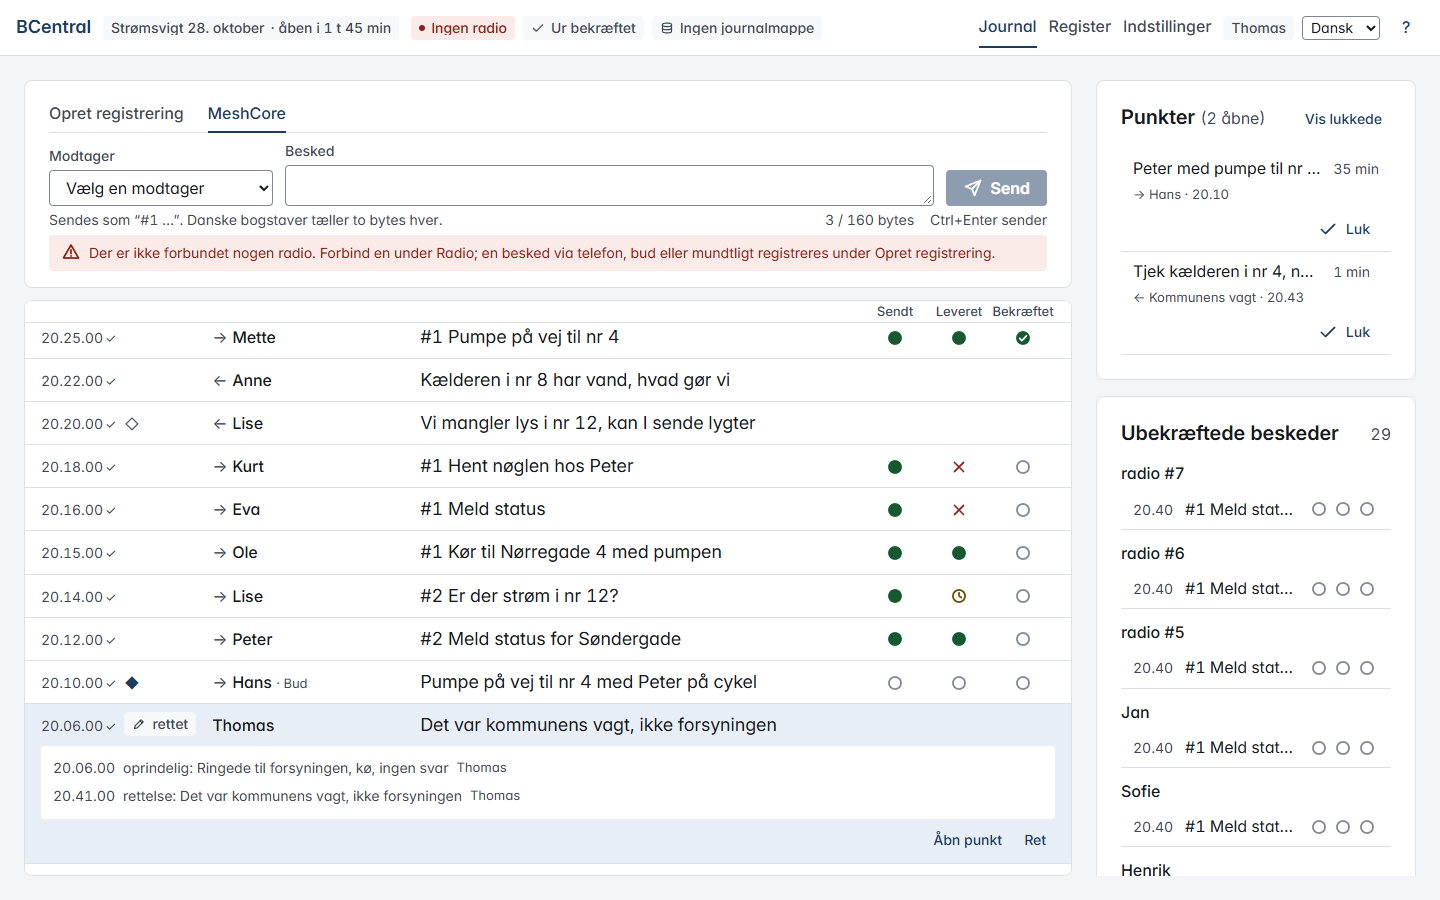 BCentral
Strømsvigt 28. oktober · åben i 1 t 45 min
Ingen radio
Ur bekræftet
Ingen journalmappe
Journal
Register
Indstillinger
Thomas
Dansk
?
Opret registrering
MeshCore
Modtager
Besked
Vælg en modtager
Send
Sendes som “#1 ...”. Danske bogstaver tæller to bytes hver.
3 / 160 bytes
Ctrl+Enter sender
Der er ikke forbundet nogen radio. Forbind en under Radio; en besked via telefon, bud eller mundtligt registreres under Opret registrering.
Sendt Leveret Bekræftet
20.25.00 ✓ → Mette #1 Pumpe på vej til nr 4
20.22.00 ✓ ← Anne Kælderen i nr 8 har vand, hvad gør vi
20.20.00 ✓ ← Lise Vi mangler lys i nr 12, kan I sende lygter
20.18.00 ✓ → Kurt #1 Hent nøglen hos Peter
20.16.00 ✓ → Eva #1 Meld status
20.15.00 ✓ → Ole #1 Kør til Nørregade 4 med pumpen
20.14.00 ✓ → Lise #2 Er der strøm i nr 12?
20.12.00 ✓ → Peter #2 Meld status for Søndergade
20.10.00 ✓ → Hans · Bud Pumpe på vej til nr 4 med Peter på cykel
20.06.00 ✓ rettet Thomas Det var kommunens vagt, ikke forsyningen
20.06.00 oprindelig: Ringede til forsyningen, kø, ingen svar Thomas
20.41.00 rettelse: Det var kommunens vagt, ikke forsyningen Thomas
Åbn punkt Ret
Punkter (2 åbne) Vis lukkede
Peter med pumpe til nr ... 35 min
→ Hans · 20.10
Luk
Tjek kælderen i nr 4, n... 1 min
← Kommunens vagt · 20.43
Luk
Ubekræftede beskeder 29
radio #7
20.40 #1 Meld stat...
radio #6
20.40 #1 Meld stat...
radio #5
20.40 #1 Meld stat...
Jan
20.40 #1 Meld stat...
Sofie
20.40 #1 Meld stat...
Henrik